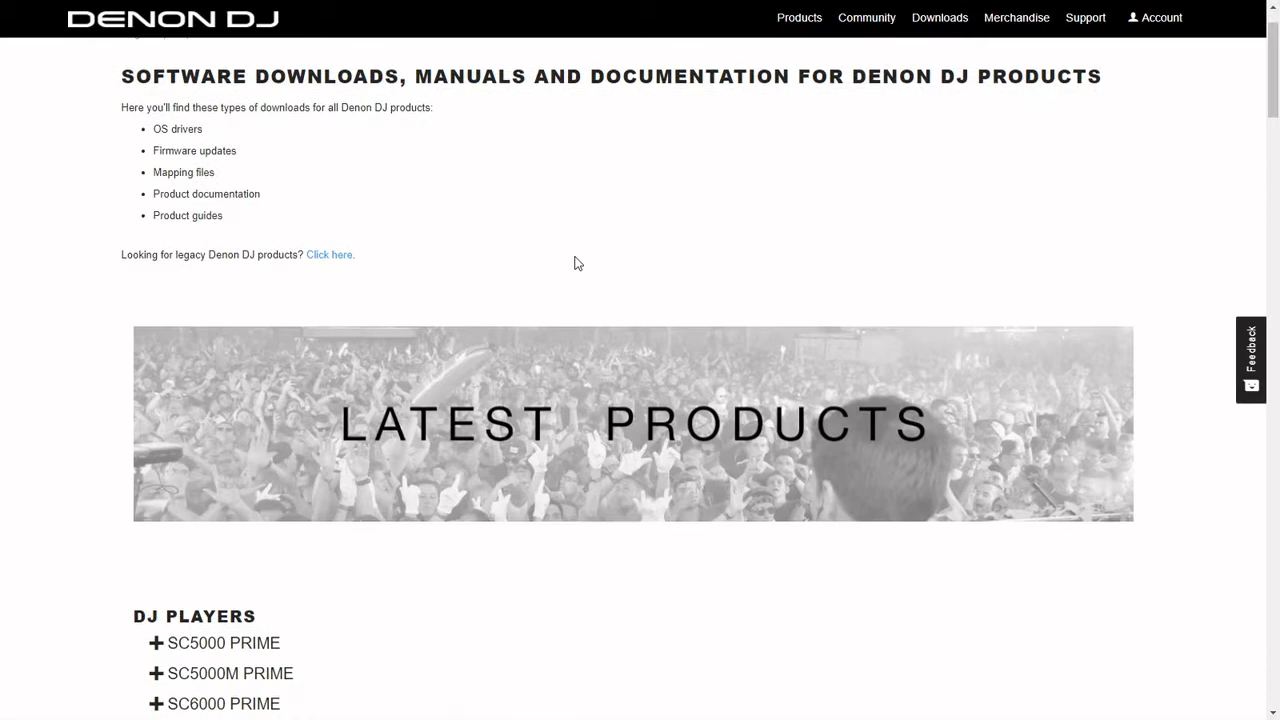 DENON DJ
Products Community Downloads Merchandise Support Account
SOFTWARE DOWNLOADS, MANUALS AND DOCUMENTATION FOR DENON DJ PRODUCTS
Here you'll find these types of downloads for all Denon DJ products:
OS drivers
Firmware updates
Mapping files
Product documentation
Product guides
Looking for legacy Denon DJ products? Click here.
Feedback
LATEST PRODUCTS
DJ PLAYERS
SC5000 PRIME
SC5000M PRIME
SC6000 PRIME